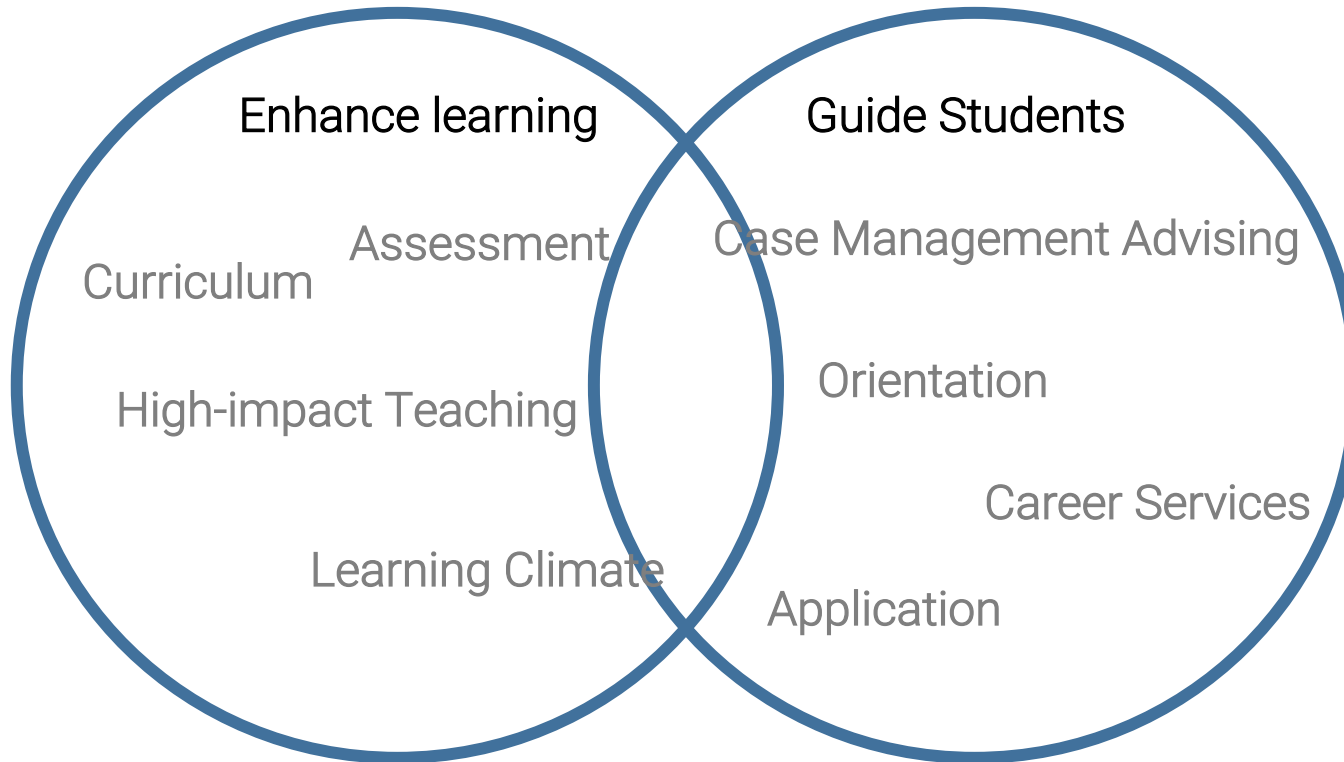 Enhance learning
Assessment
Curriculum
High-impact Teaching
Learning Climate
Guide Students
Case Management Advising
Orientation
Career Services
Application